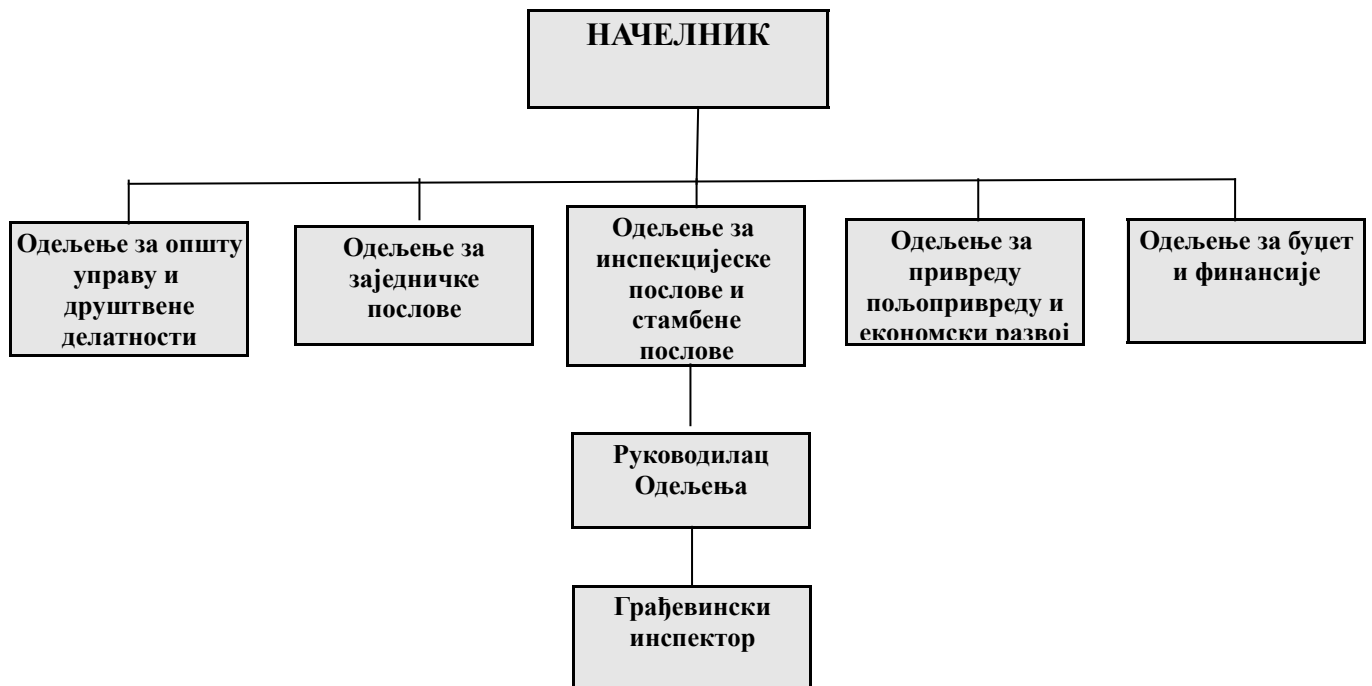 НАЧЕЛНИК
Одељење за општу
управу и
друштвене
делатности
Одељење за
заједничке
послове
Одељење за
инспекцијеске
послове и
стамбене
послове
Одељење за
привреду
пољопривреду и
економски развој
Одељење за буџет
и финансије
Руководилац
Одељења
Грађевински
инспектор